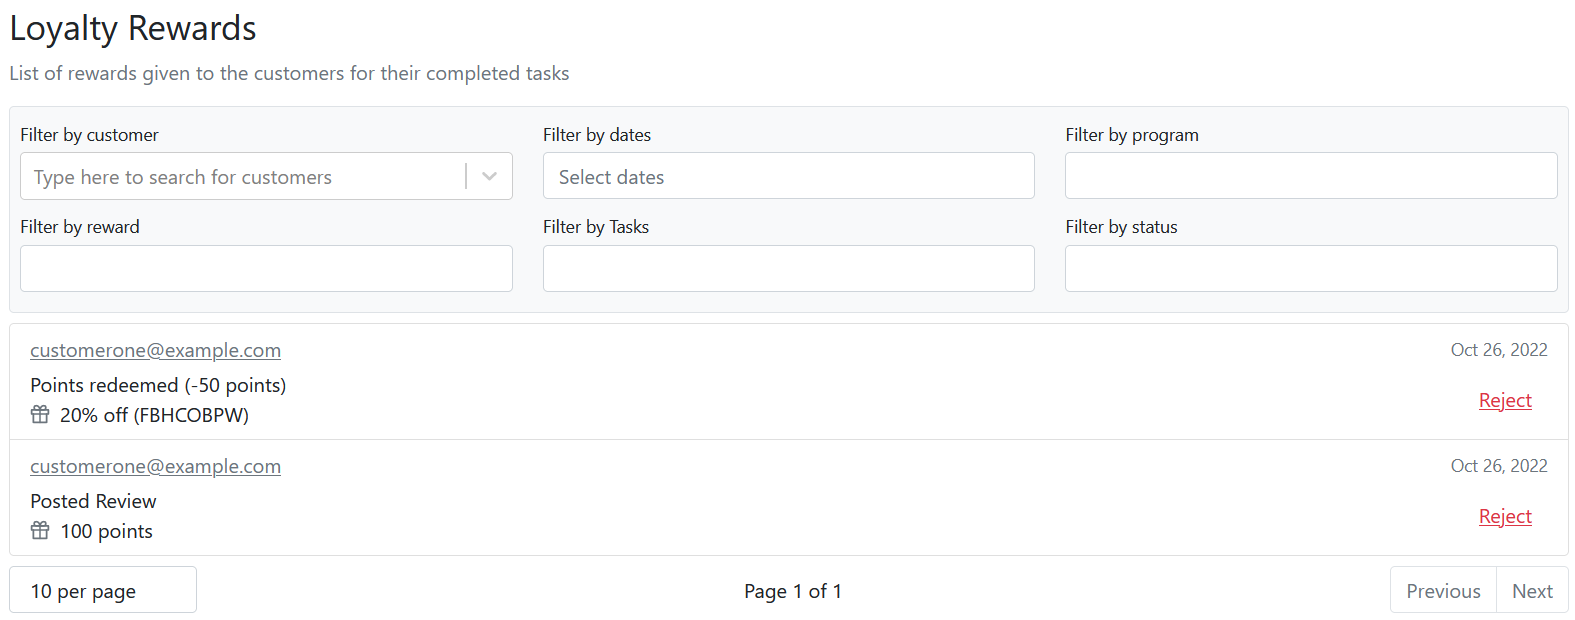 Loyalty Rewards
List of rewards given to the customers for their completed tasks
Filter by customer
Filter by dates
Filter by program
Type here to search for customers
Select dates
Filter by reward
Filter by Tasks
Filter by status
customerone@example.com
Oct 26, 2022
Points redeemed (-50 points)
Reject
20% off (FBHCOBPW)
customerone@example.com
Oct 26, 2022
Posted Review
Reject
100 points
10 per page
Page 1 of 1
Previous
Next